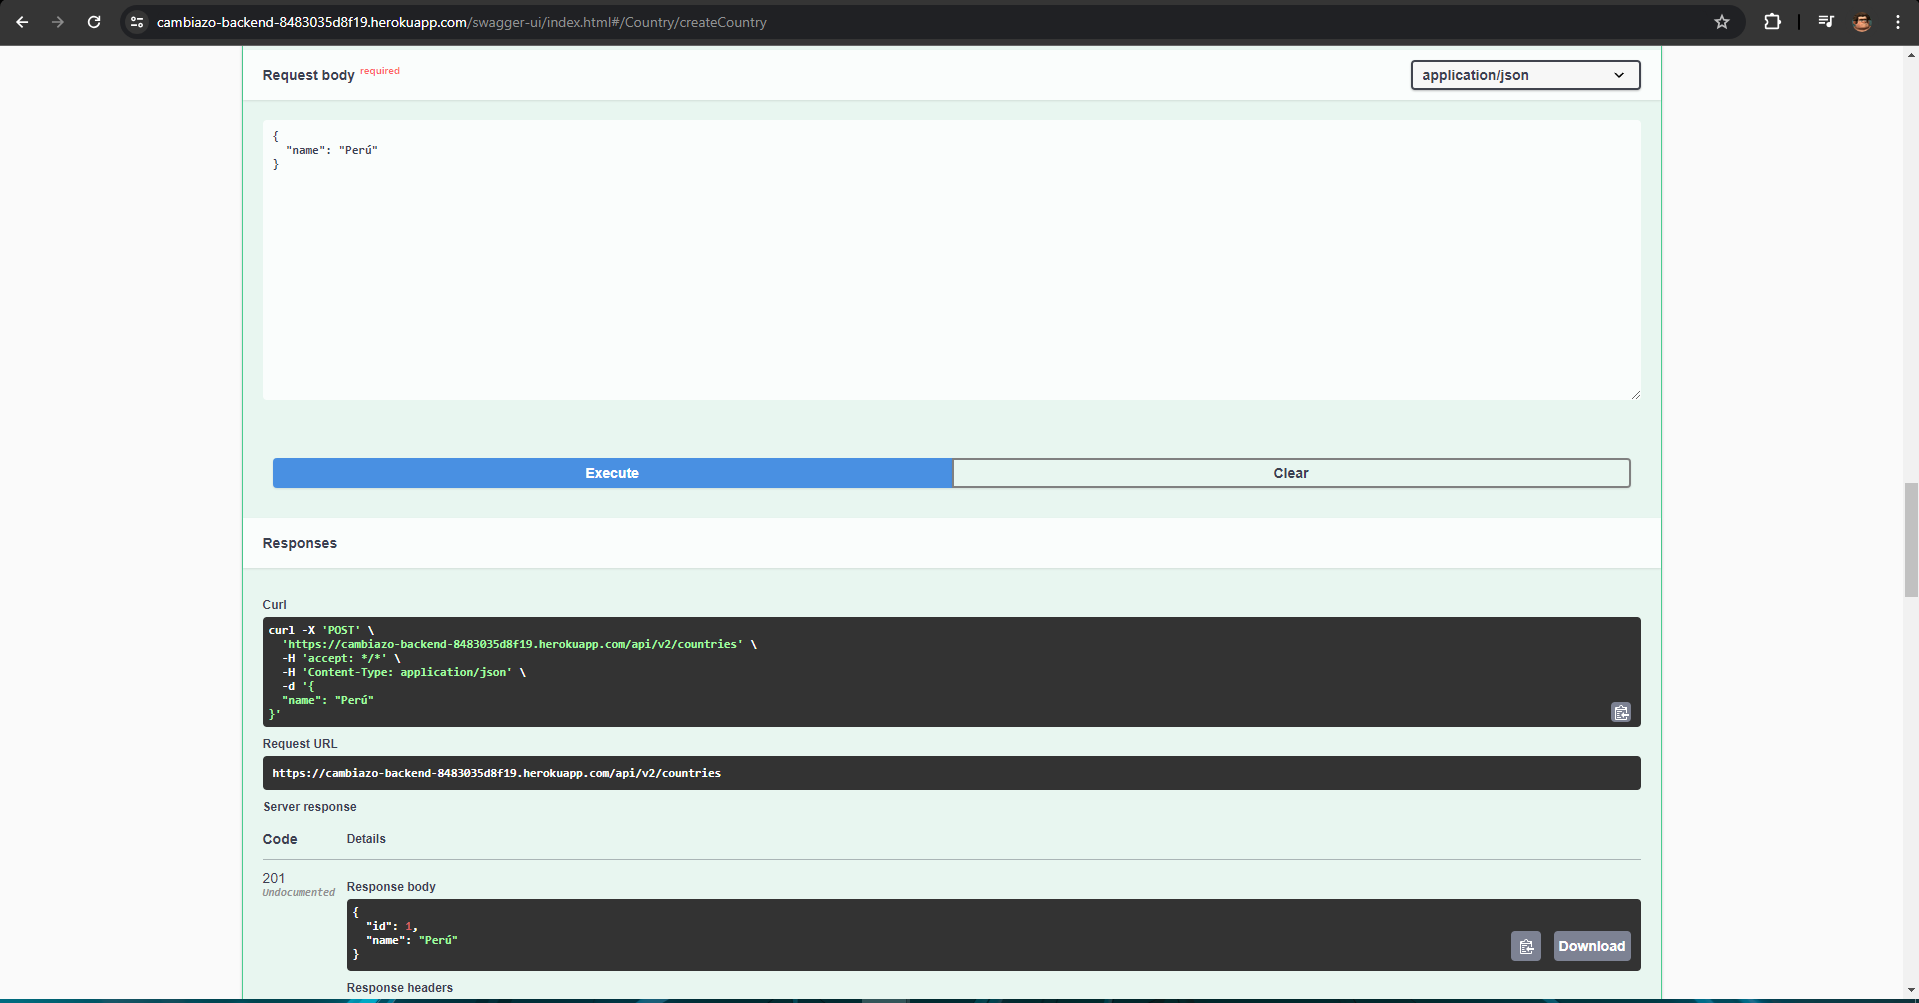 cambiazo-backend-8483035d8f19.herokuapp.com/swagger-ui/index.html#/Country/createCountry
Request body required
application/json
{
  "name": "Perú"
}
Execute
Clear
Responses
Curl
curl -X 'POST' \
  'https://cambiazo-backend-8483035d8f19.herokuapp.com/api/v2/countries' \
  -H 'accept: */*' \
  -H 'Content-Type: application/json' \
  -d '{
  "name": "Perú"
}'
Request URL
https://cambiazo-backend-8483035d8f19.herokuapp.com/api/v2/countries
Server response
Code Details
201
Undocumented
Response body
{
  "id": 1,
  "name": "Perú"
}
Download
Response headers